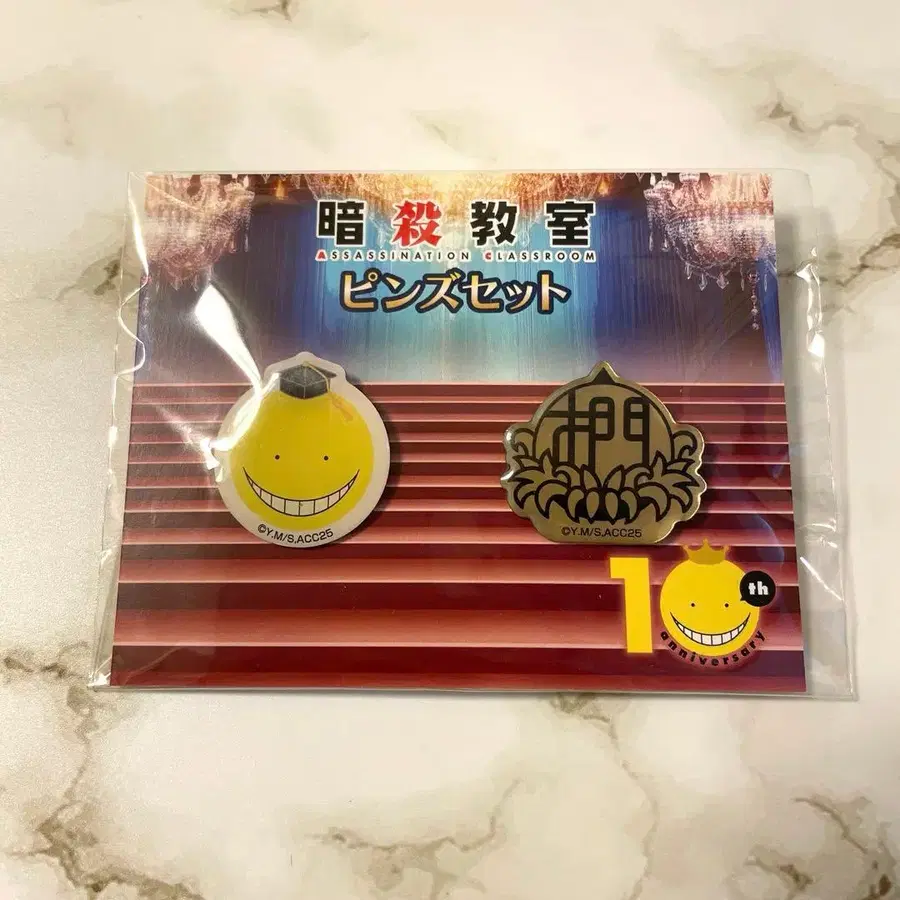 暗殺教室
ASSASSINATION CLASSROOM
ピンズセット
©Y.M/S,ACC25
©Y.M/S,ACC25
10th
anniversary